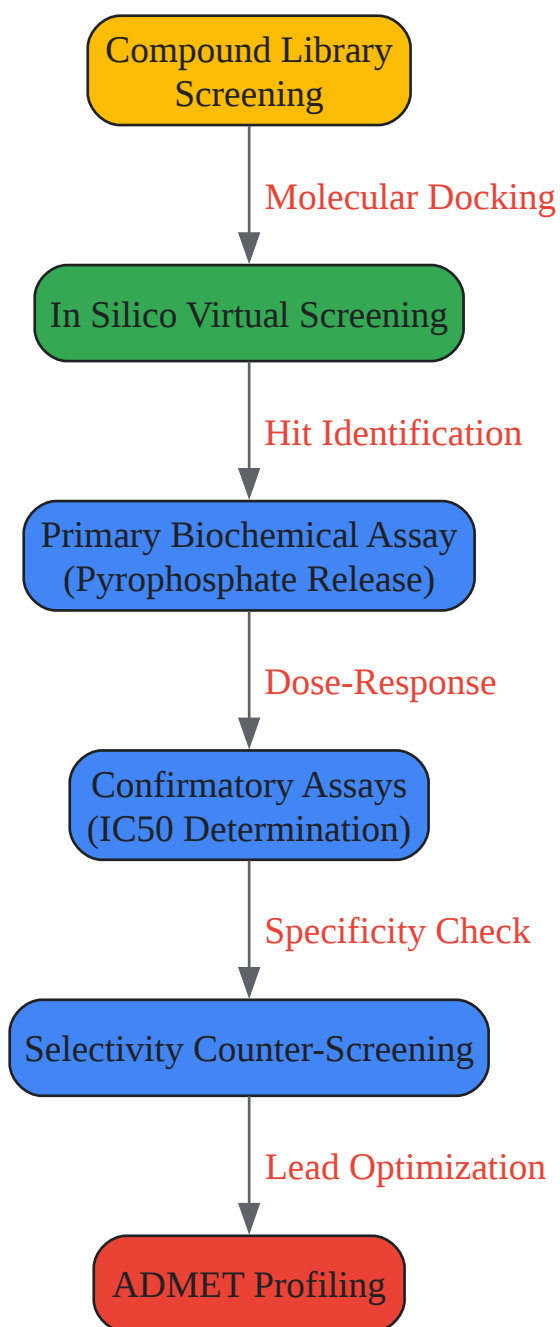 Compound Library
Screening
Molecular Docking
In Silico Virtual Screening
Hit Identification
Primary Biochemical Assay
(Pyrophosphate Release)
Dose-Response
Confirmatory Assays
(IC50 Determination)
Specificity Check
Selectivity Counter-Screening
Lead Optimization
ADMET Profiling